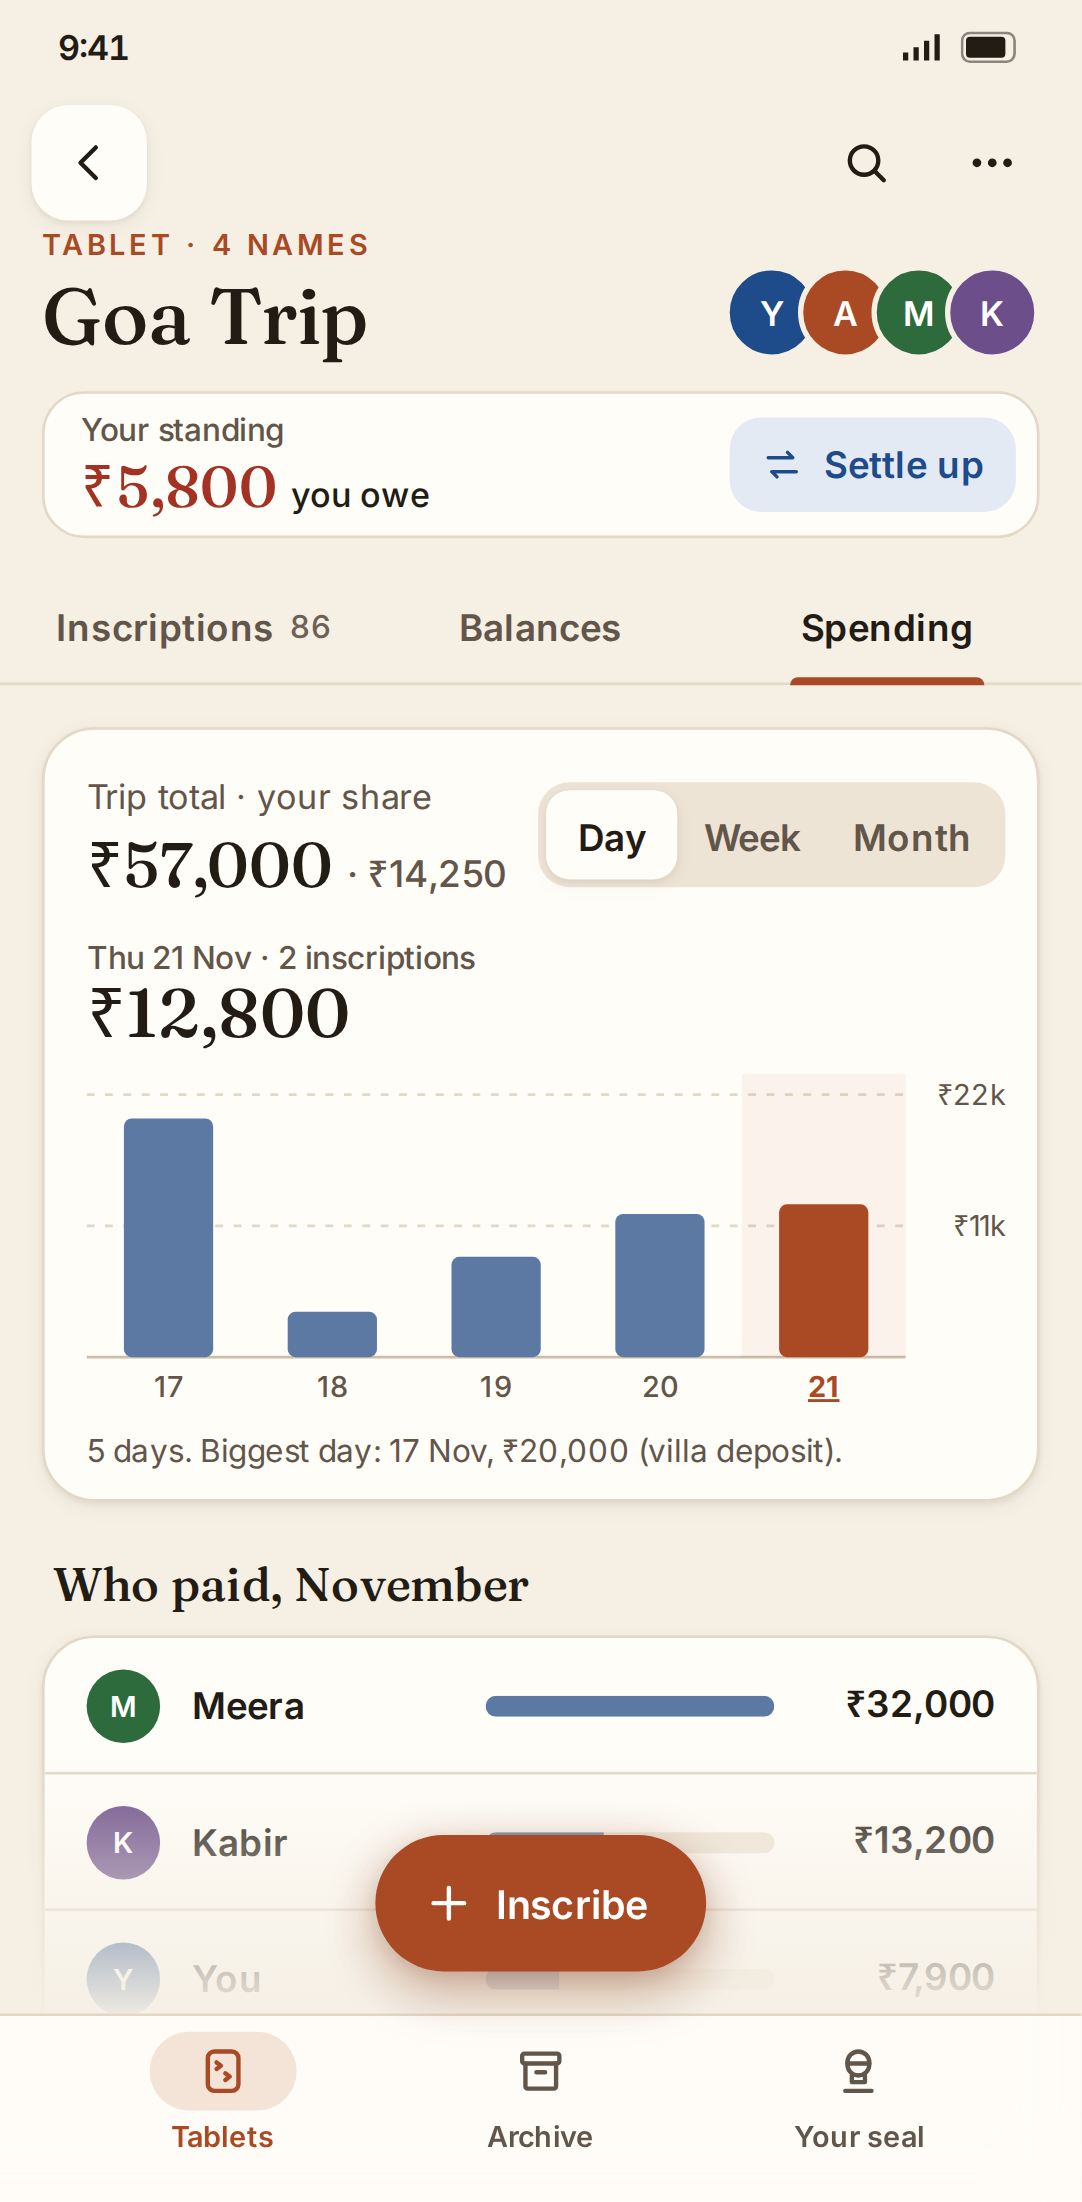 9:41
TABLET · 4 NAMES
Goa Trip
Y A M K
Your standing
₹5,800 you owe
Settle up
Inscriptions 86
Balances
Spending
Trip total · your share
₹57,000 · ₹14,250
Day Week Month
Thu 21 Nov · 2 inscriptions
₹12,800
₹22k
₹11k
17 18 19 20 21
5 days. Biggest day: 17 Nov, ₹20,000 (villa deposit).
Who paid, November
M Meera ₹32,000
K Kabir ₹13,200
Inscribe
Y You ₹7,900
Tablets Archive Your seal